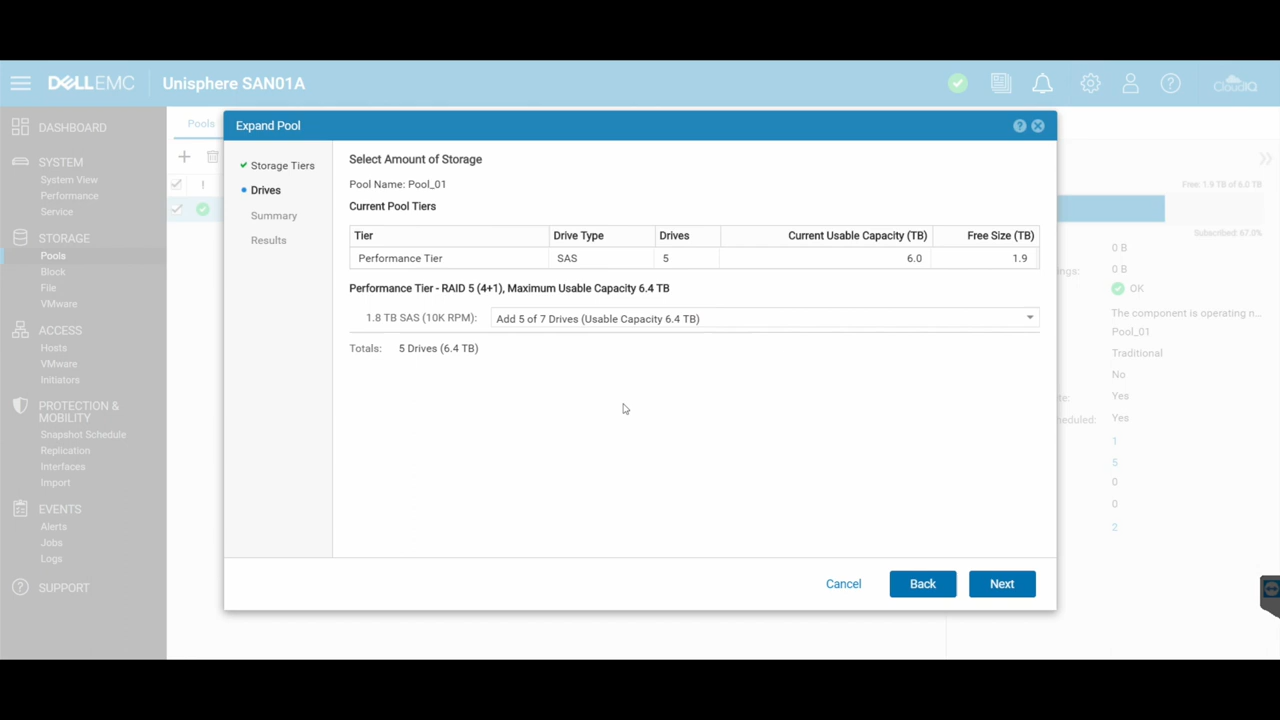 DELLEMC
Unisphere SAN01A
CloudIQ
DASHBOARD
SYSTEM
System View
Performance
Service
STORAGE
Pools
Block
File
VMware
ACCESS
Hosts
VMware
Initiators
PROTECTION &
MOBILITY
Snapshot Schedule
Replication
Interfaces
Import
EVENTS
Alerts
Jobs
Logs
SUPPORT
Pools
!
Expand Pool
Storage Tiers
Drives
Summary
Results
Select Amount of Storage
Pool Name: Pool_01
Current Pool Tiers
Tier Drive Type Drives Current Usable Capacity (TB) Free Size (TB)
Performance Tier SAS 5 6.0 1.9
Performance Tier - RAID 5 (4+1), Maximum Usable Capacity 6.4 TB
1.8 TB SAS (10K RPM): Add 5 of 7 Drives (Usable Capacity 6.4 TB)
Totals: 5 Drives (6.4 TB)
Cancel Back Next
Free: 1.9 TB of 6.0 TB
Subscribed: 67.0%
0 B
ngs: 0 B
OK
The component is operating n...
Pool_01
Traditional
No
te: Yes
heduled: Yes
1
5
0
0
2